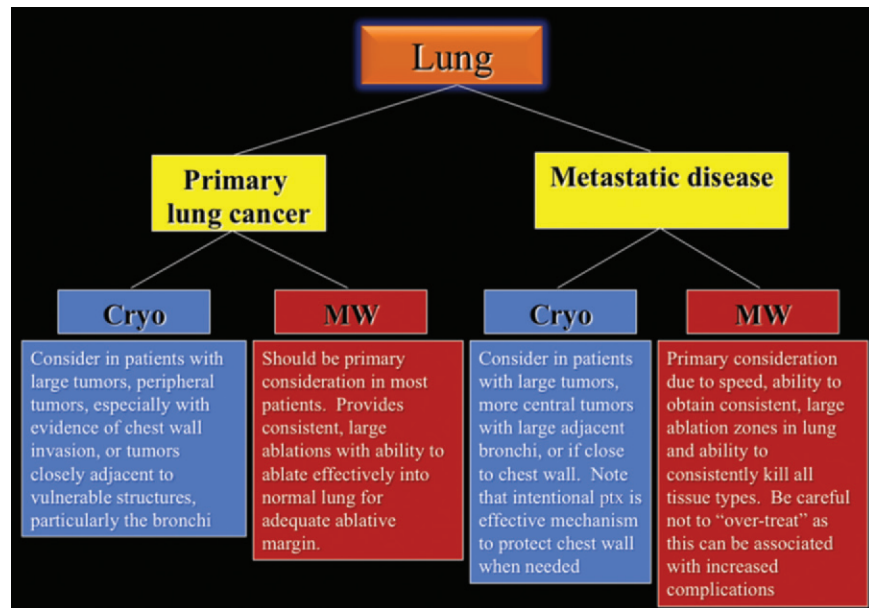 Lung
Primary
lung cancer
Metastatic disease
Cryo
MW
Cryo
MW
Consider in patients with
large tumors, peripheral
tumors, especially with
evidence of chest wall
invasion, or tumors
closely adjacent to
vulnerable structures,
particularly the bronchi
Should be primary
consideration in most
patients.  Provides
consistent, large
ablations with ability to
ablate effectively into
normal lung for
adequate ablative
margin.
Consider in patients
with large tumors,
more central tumors
with large adjacent
bronchi, or if close
to chest wall.  Note
that intentional ptx is
effective mechanism
to protect chest wall
when needed
Primary consideration
due to speed, ability to
obtain consistent, large
ablation zones in lung
and ability to
consistently kill all
tissue types.  Be careful
not to “over-treat” as
this can be associated
with increased
complications